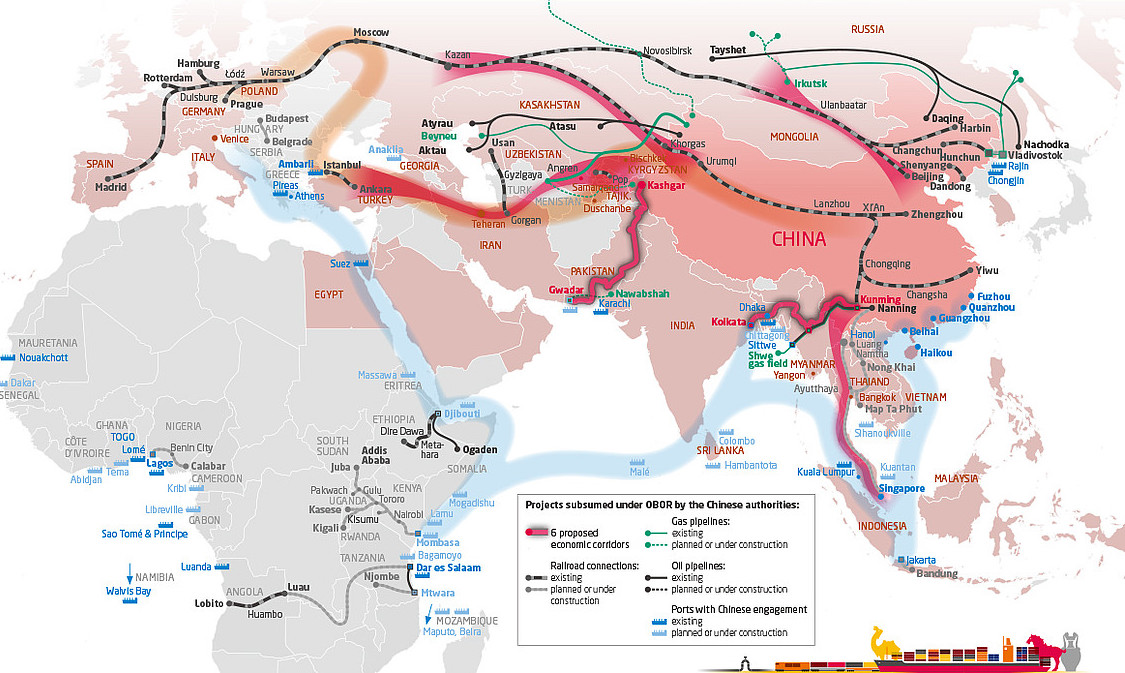 Moscow
Kazan
Novosibirsk
Tayshet
RUSSIA
Irkutsk
Hamburg
Rotterdam
Łódź
Warsaw
Duisburg
POLAND
Prague
GERMANY
Budapest
HUNGARY
Belgrade
SERBIA
Venice
ITALY
SPAIN
Madrid
Ambarli
Istanbul
GREECE
Pireas
Athens
Ankara
TURKEY
Anaklia
GEORGIA
Atyrau
Beyneu
Aktau
Usan
KASAKHSTAN
Atasu
UZBEKISTAN
Gyzlgaya
Angren
TURK
MENISTAN
Pop
Samarqand
TAJIK.
Duschanbe
Bischkek
KYRGYZSTAN
Khorgas
Urumqi
Kashgar
Teheran
Gorgan
IRAN
Ulanbaatar
MONGOLIA
Daqing
Harbin
Changchun
Hunchun
Shenyang
Beijing
Dandong
Nachodka
Vladivostok
Rajin
Chongjin
Lanzhou
Xi'An
Zhengzhou
CHINA
Chongqing
Yiwu
Changsha
Kunming
Nanning
Fuzhou
Quanzhou
Guangzhou
Beihai
Haikou
PAKISTAN
Gwadar
Nawabshah
Karachi
INDIA
Dhaka
Kolkata
Chittagong
Sittwe
Shwe
gas field
MYANMAR
Yangon
Ayutthaya
Hanoi
Luang
Namtha
Nong Khai
THAIAND
Bangkok
VIETNAM
Map Ta Phut
Sihanoukville
Colombo
SRI LANKA
Hambantota
Malé
Kuala Lumpur
Kuantan
Singapore
MALAYSIA
INDONESIA
Jakarta
Bandung
Suez
EGYPT
MAURETANIA
Nouakchott
Dakar
SENEGAL
Massawa
ERITREA
Djibouti
ETHIOPIA
Dire Dawa
Meta-
hara
Ogaden
Addis
Ababa
SOUTH
SUDAN
Juba
SOMALIA
Mogadishu
GHANA
TOGO
CÔTE
D'IVOIRE
Lomé
Lagos
Tema
Abidjan
NIGERIA
Benin City
Calabar
CAMEROON
Kribi
Libreville
GABON
Sao Tomé & Principe
Pakwach
Gulu
Tororo
UGANDA
Kasese
Kisumu
Kigali
RWANDA
KENYA
Nairobi
Lamu
Mombasa
Bagamoyo
TANZANIA
Dar es Salaam
Njombe
Mtwara
MOZAMBIQUE
Maputo, Beira
Luanda
NAMIBIA
Walvis Bay
ANGOLA
Lobito
Luau
Huambo
Projects subsumed under OBOR by the Chinese authorities:
6 proposed
economic corridors
Railroad connections:
existing
planned or under
construction
Gas pipelines:
existing
planned or under construction
Oil pipelines:
existing
planned or under construction
Ports with Chinese engagement
existing
planned or under construction